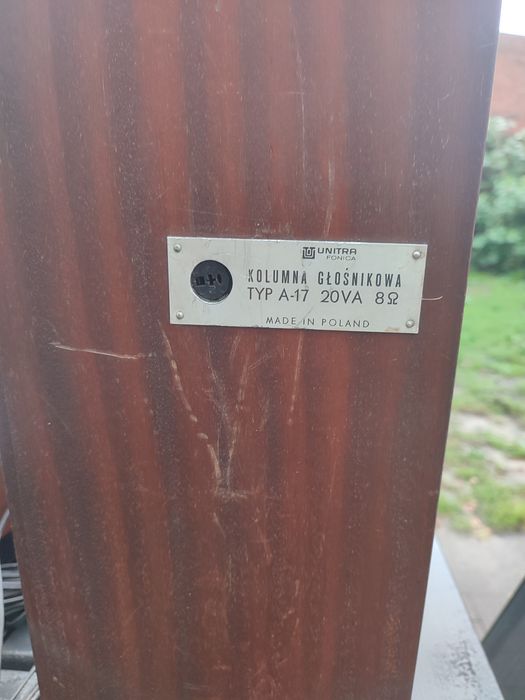 UNITRA
FONICA
KOLUMNA GŁOŚNIKOWA
TYP A-17 20VA 8Ω
MADE IN POLAND